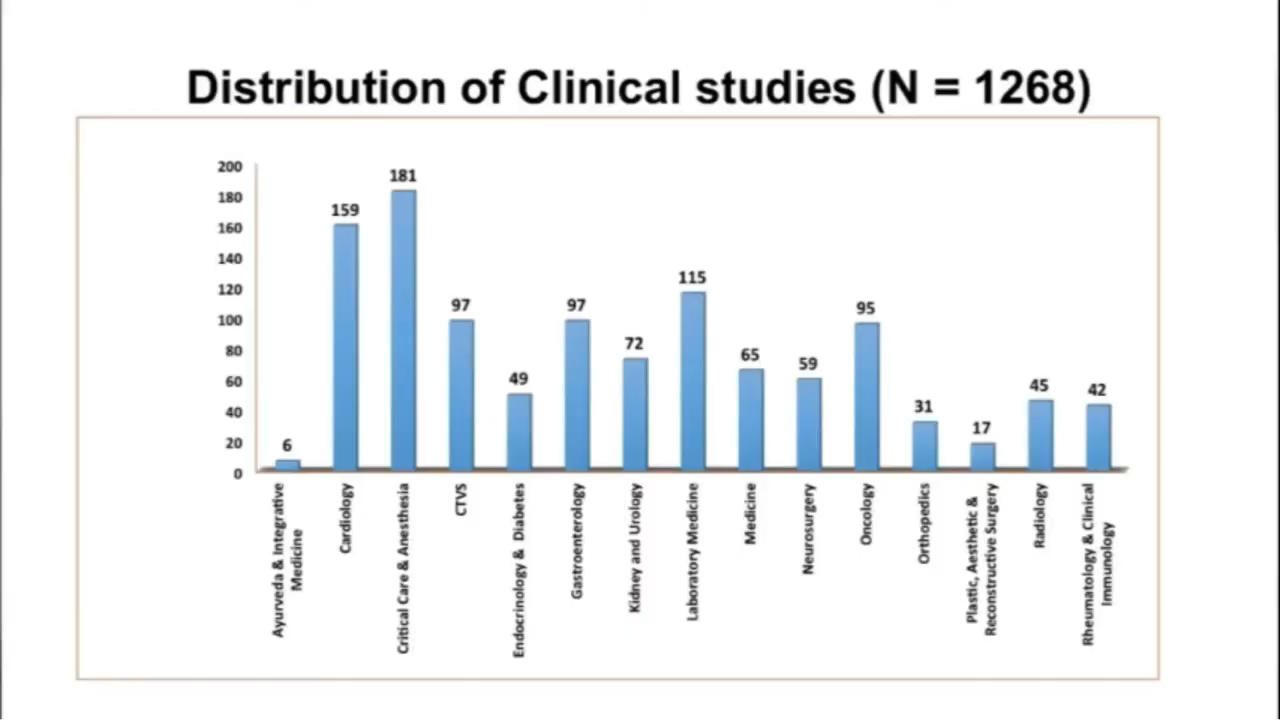 Distribution of Clinical studies (N = 1268)
200
180
160
140
120
100
80
60
40
20
0
6
159
181
97
49
97
72
115
65
59
95
31
17
45
42
Ayurveda & Integrative
Medicine
Cardiology
Critical Care & Anesthesia
CTVS
Endocrinology & Diabetes
Gastroenterology
Kidney and Urology
Laboratory Medicine
Medicine
Neurosurgery
Oncology
Orthopedics
Plastic, Aesthetic &
Reconstructive Surgery
Radiology
Rheumatology & Clinical
Immunology